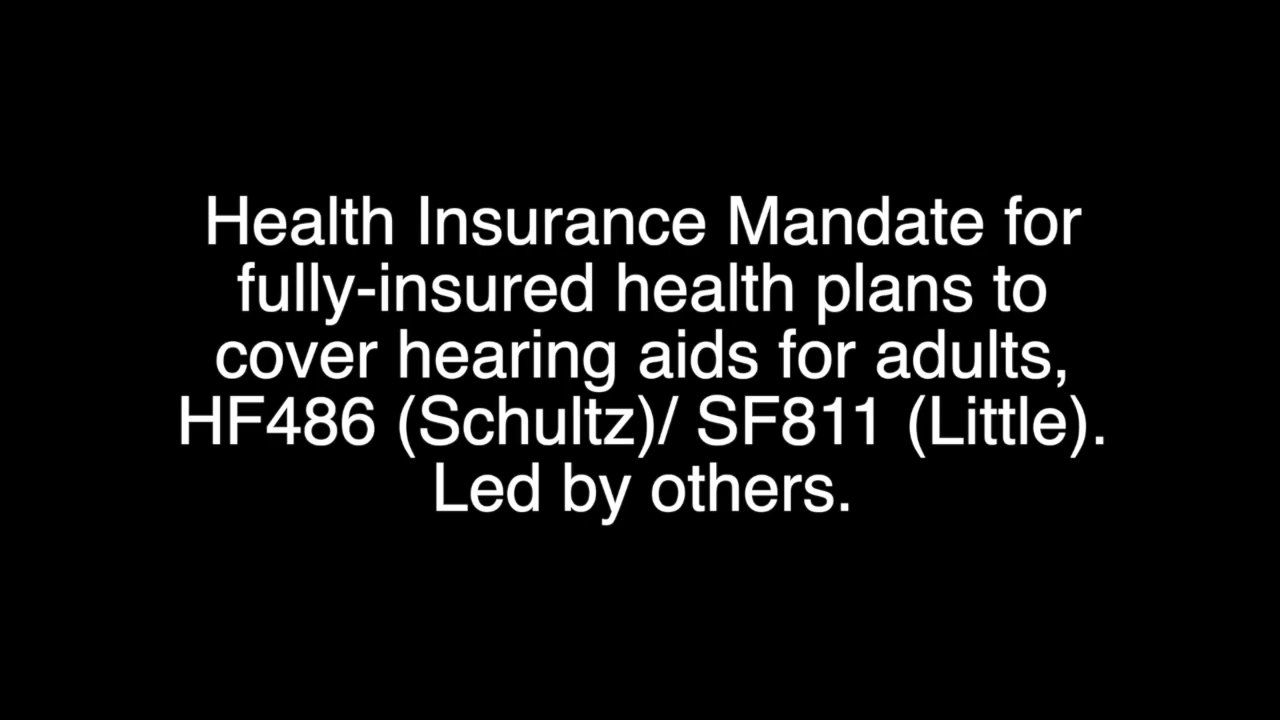 Health Insurance Mandate for
fully-insured health plans to
cover hearing aids for adults,
HF486 (Schultz)/ SF811 (Little).
Led by others.